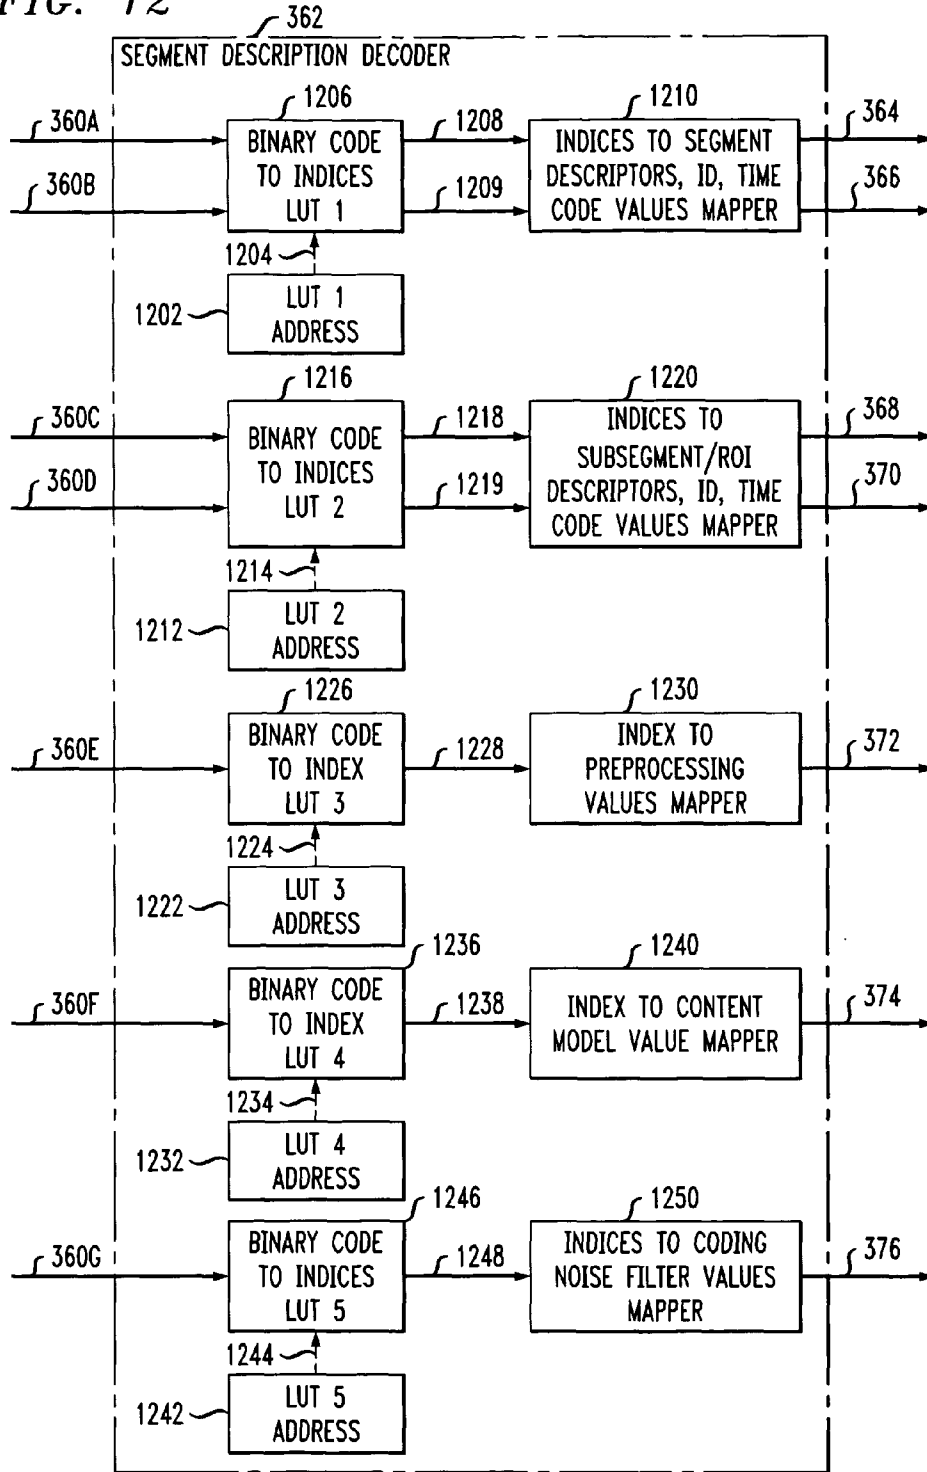 FIG. 12
362
SEGMENT DESCRIPTION DECODER
360A
1206
BINARY CODE
TO INDICES
LUT 1
1208
1210
INDICES TO SEGMENT
DESCRIPTORS, ID, TIME
CODE VALUES MAPPER
364
360B
1209
366
1204
1202
LUT 1
ADDRESS
360C
1216
BINARY CODE
TO INDICES
LUT 2
1218
1220
INDICES TO
SUBSEGMENT/ROI
DESCRIPTORS, ID, TIME
CODE VALUES MAPPER
368
360D
1219
370
1214
1212
LUT 2
ADDRESS
360E
1226
BINARY CODE
TO INDEX
LUT 3
1228
1230
INDEX TO
PREPROCESSING
VALUES MAPPER
372
1224
1222
LUT 3
ADDRESS
360F
1236
BINARY CODE
TO INDEX
LUT 4
1238
1240
INDEX TO CONTENT
MODEL VALUE MAPPER
374
1234
1232
LUT 4
ADDRESS
360G
1246
BINARY CODE
TO INDICES
LUT 5
1248
1250
INDICES TO CODING
NOISE FILTER VALUES
MAPPER
376
1244
1242
LUT 5
ADDRESS